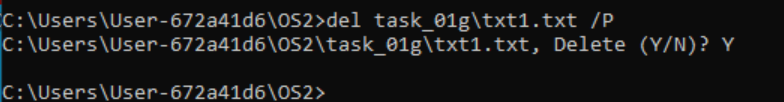 C:\Users\User-672a41d6\OS2>del task_01g\txt1.txt /P
C:\Users\User-672a41d6\OS2\task_01g\txt1.txt, Delete (Y/N)? Y
C:\Users\User-672a41d6\OS2>